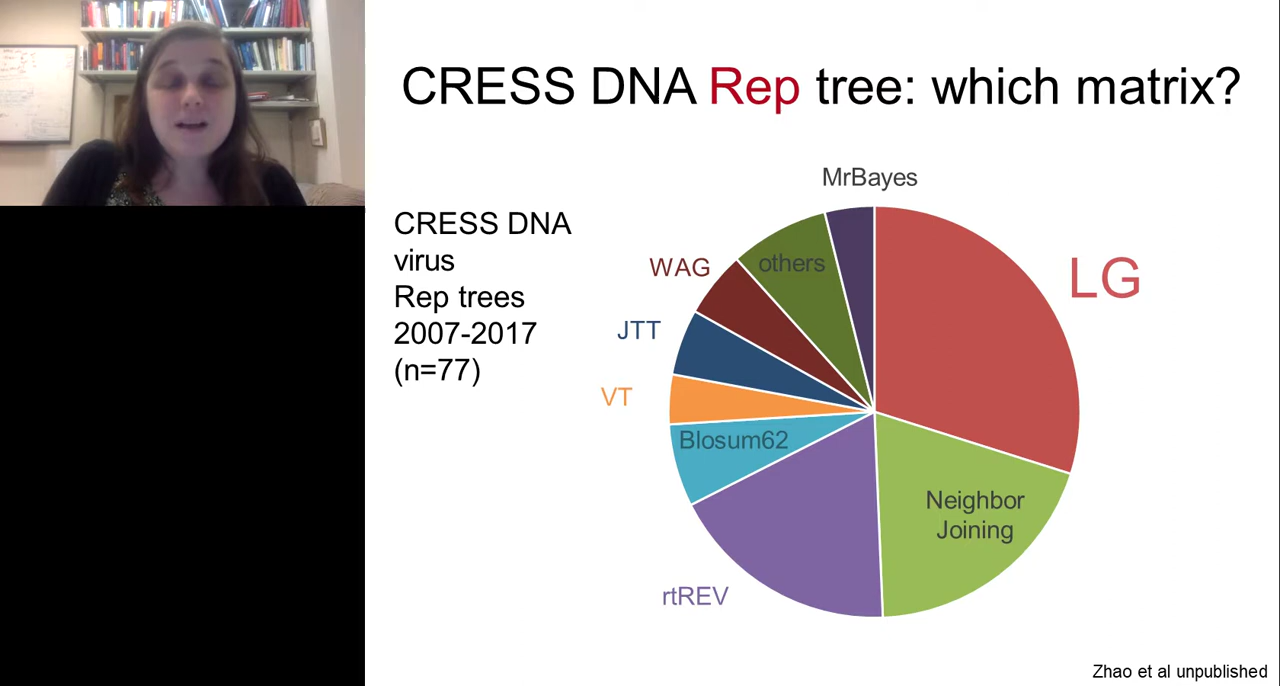 CRESS DNA Rep tree: which matrix?
CRESS DNA
virus
Rep trees
2007-2017
(n=77)
MrBayes
LG
WAG
others
JTT
VT
Blosum62
Neighbor
Joining
rtREV
Zhao et al unpublished